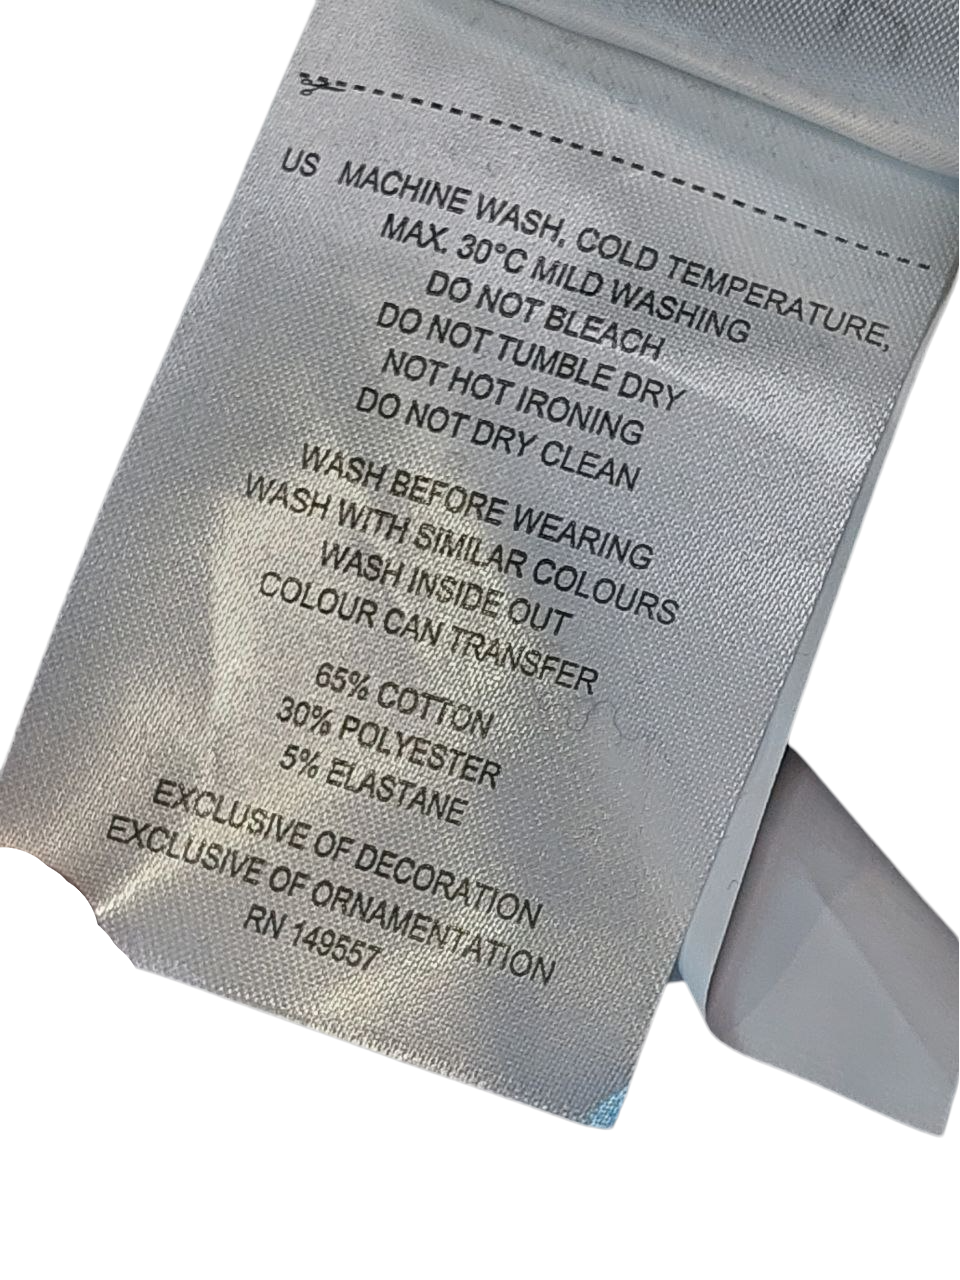 US MACHINE WASH, COLD TEMPERATURE,
MAX. 30°C MILD WASHING
DO NOT BLEACH
DO NOT TUMBLE DRY
NOT HOT IRONING
DO NOT DRY CLEAN
WASH BEFORE WEARING
WASH WITH SIMILAR COLOURS
WASH INSIDE OUT
COLOUR CAN TRANSFER
65% COTTON
30% POLYESTER
5% ELASTANE
EXCLUSIVE OF DECORATION
EXCLUSIVE OF ORNAMENTATION
RN 149557